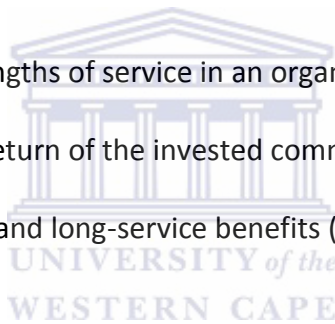 ngths of service in an organ
eturn of the invested comm
and long-service benefits (
UNIVERSITY of the
WESTERN CAPE